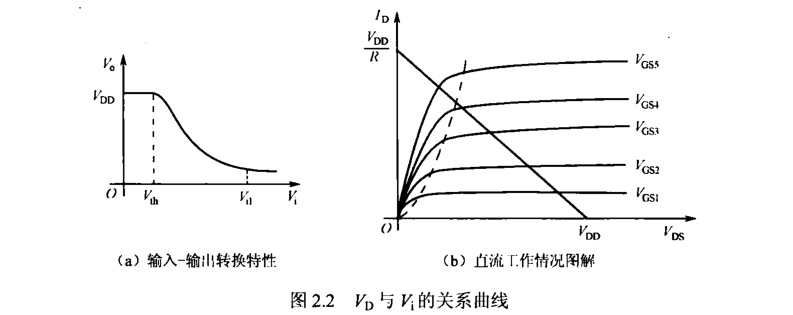 V_o
V_DD
O
V_th
V_i1
V_i
(a) 输入-输出转换特性
I_D
V_DD
R
V_GS5
V_GS4
V_GS3
V_GS2
V_GS1
O
V_DD
V_DS
(b) 直流工作情况图解
图 2.2 V_D 与 V_i 的关系曲线